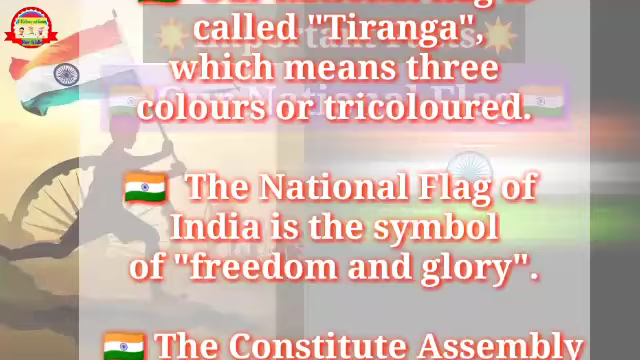 called "Tiranga",
which means three
colours or tricoloured.
The National Flag of
India is the symbol
of "freedom and glory".
The Constitute Assembly